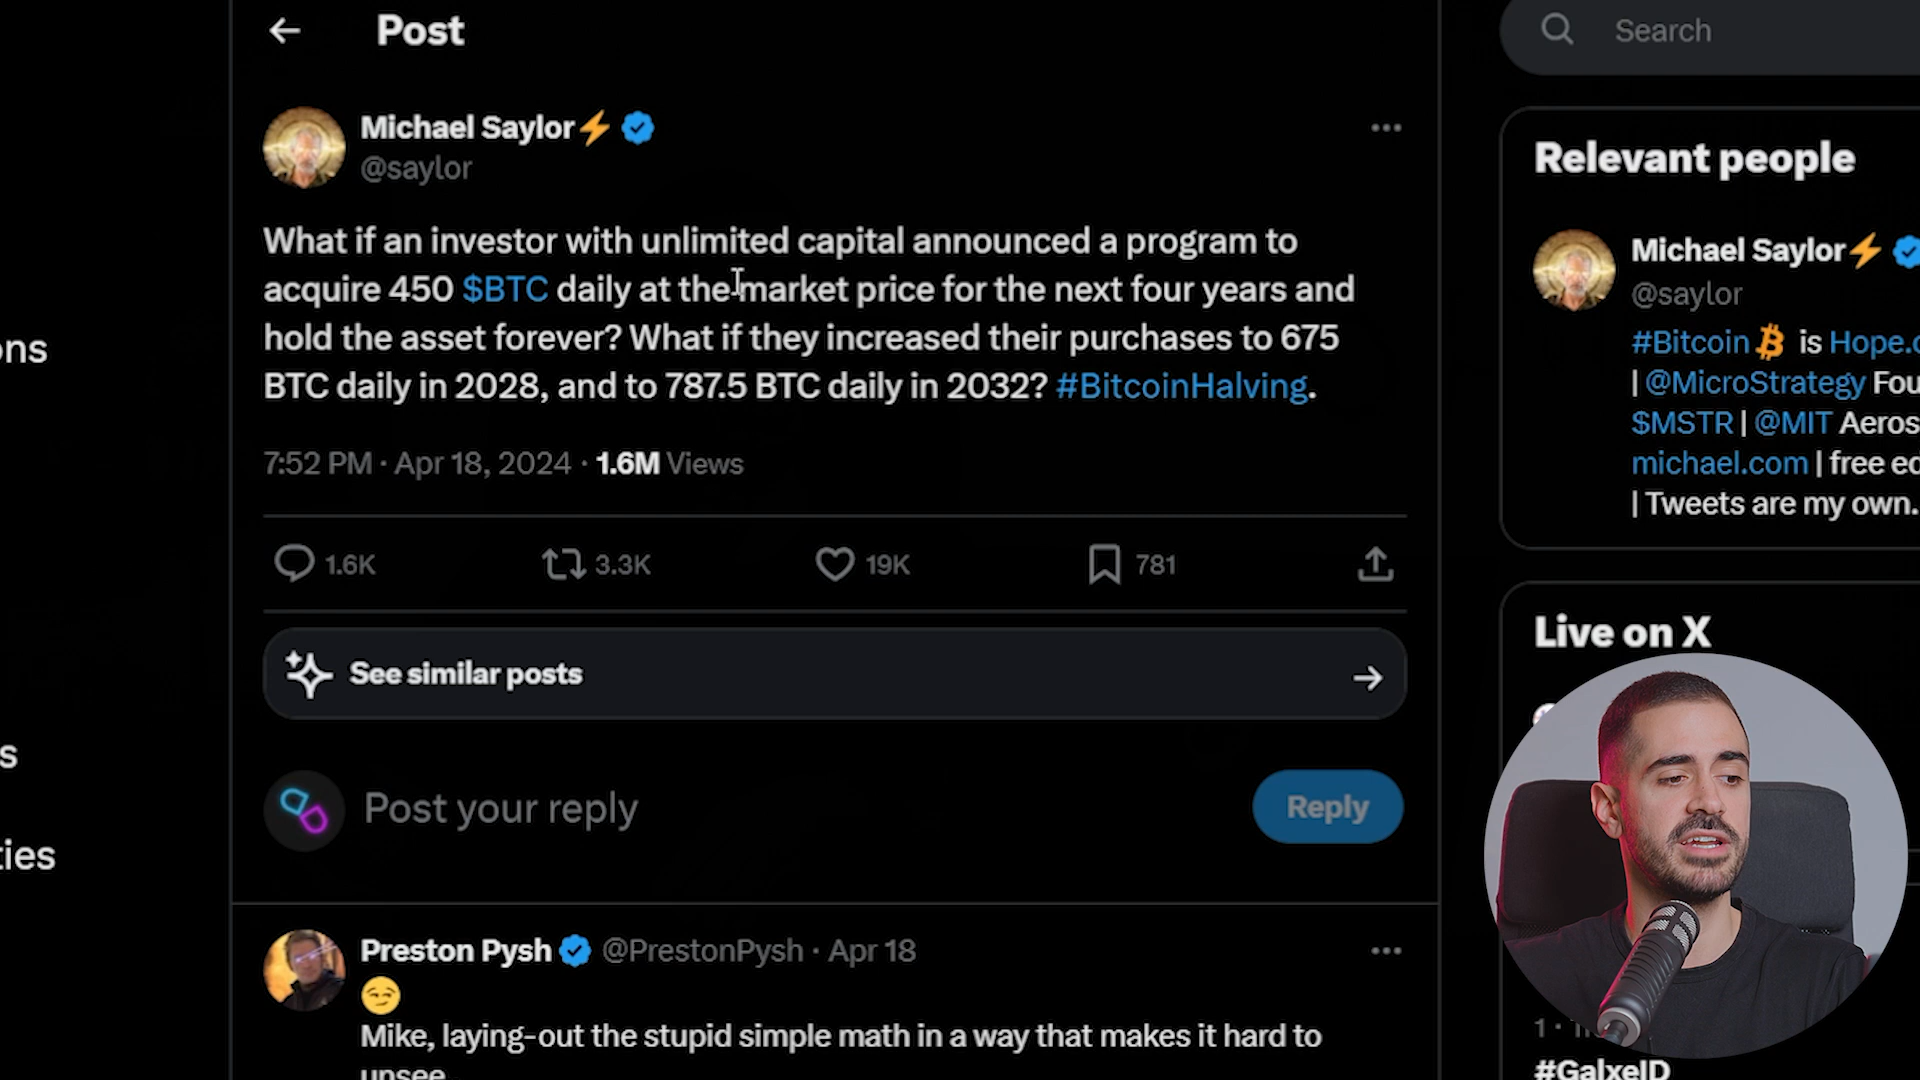 Post
Search
Michael Saylor⚡
@saylor
What if an investor with unlimited capital announced a program to
acquire 450 $BTC daily at the market price for the next four years and
hold the asset forever? What if they increased their purchases to 675
BTC daily in 2028, and to 787.5 BTC daily in 2032? #BitcoinHalving.
7:52 PM · Apr 18, 2024 · 1.6M Views
1.6K
3.3K
19K
781
See similar posts
Post your reply
Reply
Preston Pysh @PrestonPysh · Apr 18
😏
Mike, laying-out the stupid simple math in a way that makes it hard to
unsee
Relevant people
Michael Saylor⚡
@saylor
#Bitcoin is Hope.
| @MicroStrategy Fou
$MSTR | @MIT Aeros
michael.com | free ed
| Tweets are my own.
Live on X
#GalxeID
ons
s
ties